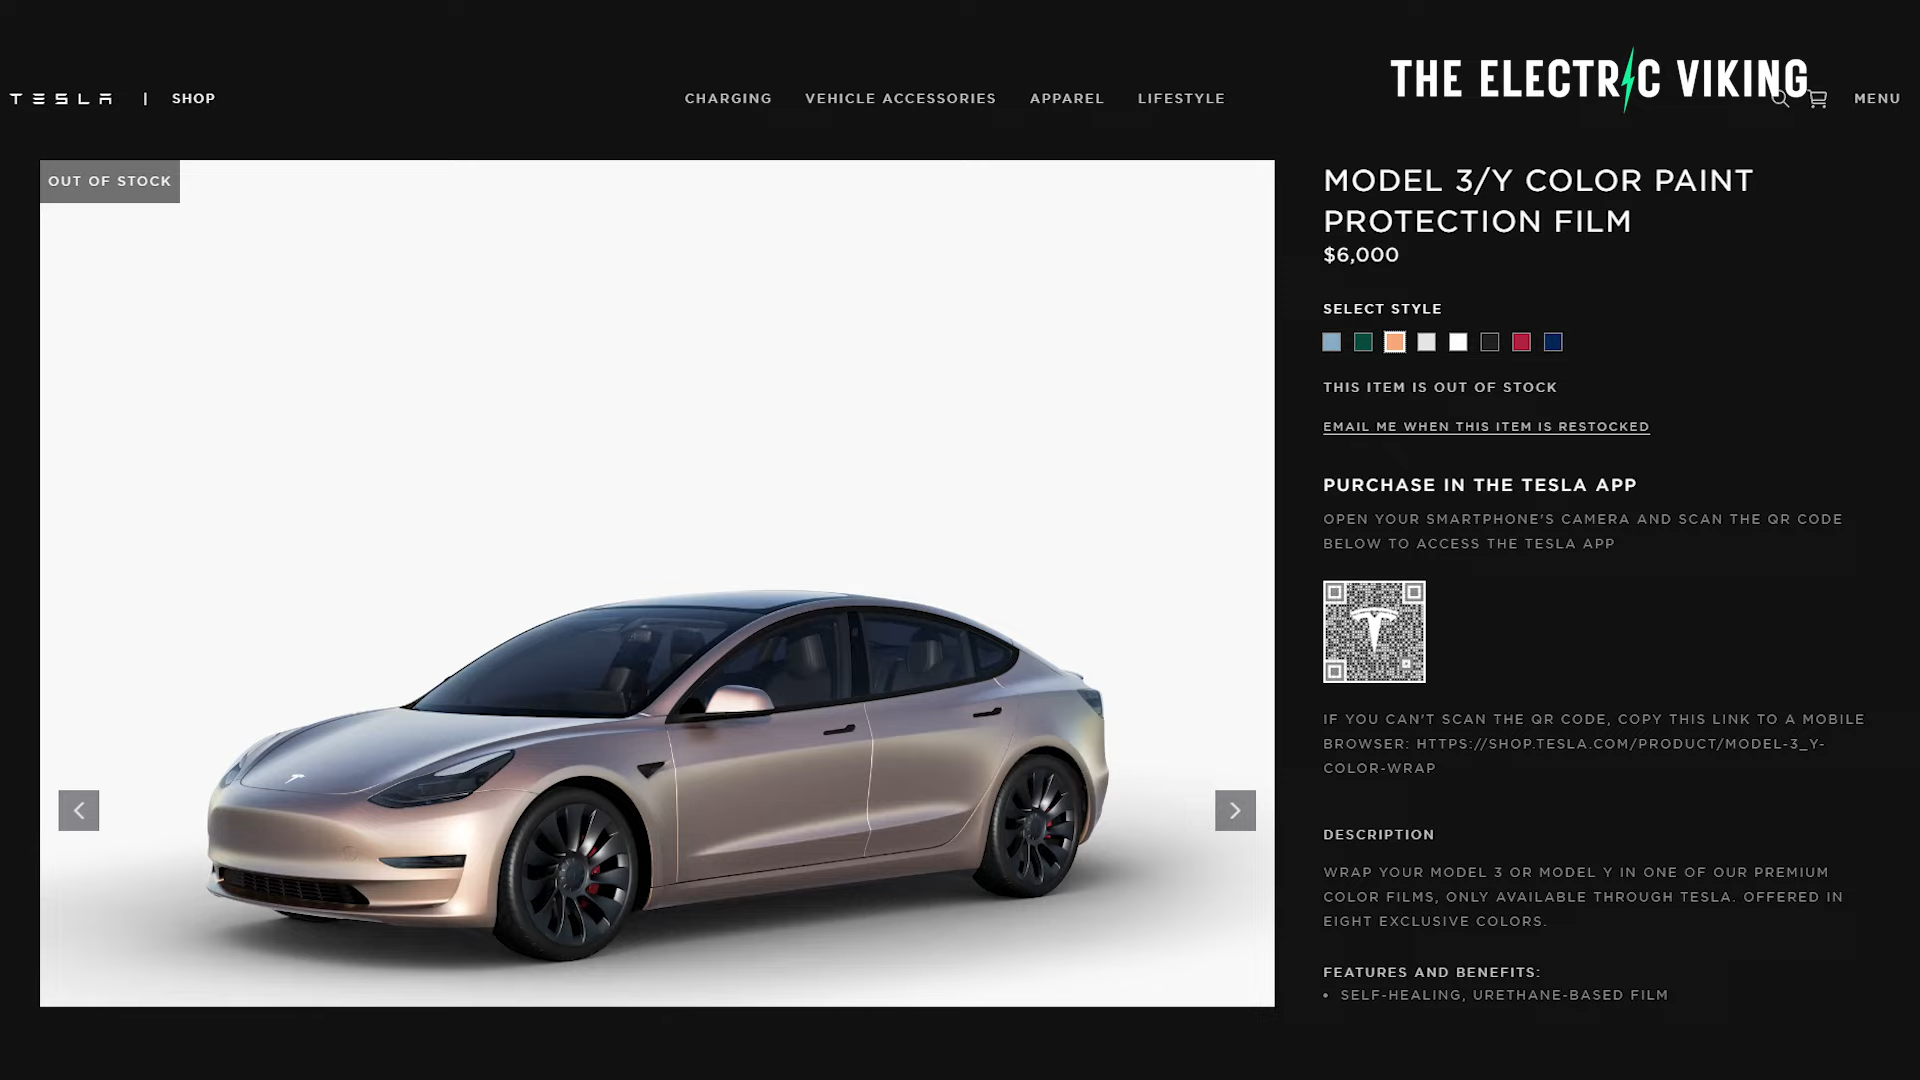 THE ELECTRIC VIKING
TESLA | SHOP
CHARGING
VEHICLE ACCESSORIES
APPAREL
LIFESTYLE
MENU
OUT OF STOCK
MODEL 3/Y COLOR PAINT
PROTECTION FILM
$6,000
SELECT STYLE
THIS ITEM IS OUT OF STOCK
EMAIL ME WHEN THIS ITEM IS RESTOCKED
PURCHASE IN THE TESLA APP
OPEN YOUR SMARTPHONE'S CAMERA AND SCAN THE QR CODE
BELOW TO ACCESS THE TESLA APP
IF YOU CAN'T SCAN THE QR CODE, COPY THIS LINK TO A MOBILE
BROWSER: HTTPS://SHOP.TESLA.COM/PRODUCT/MODEL-3_Y-
COLOR-WRAP
DESCRIPTION
WRAP YOUR MODEL 3 OR MODEL Y IN ONE OF OUR PREMIUM
COLOR FILMS, ONLY AVAILABLE THROUGH TESLA. OFFERED IN
EIGHT EXCLUSIVE COLORS.
FEATURES AND BENEFITS:
• SELF-HEALING, URETHANE-BASED FILM